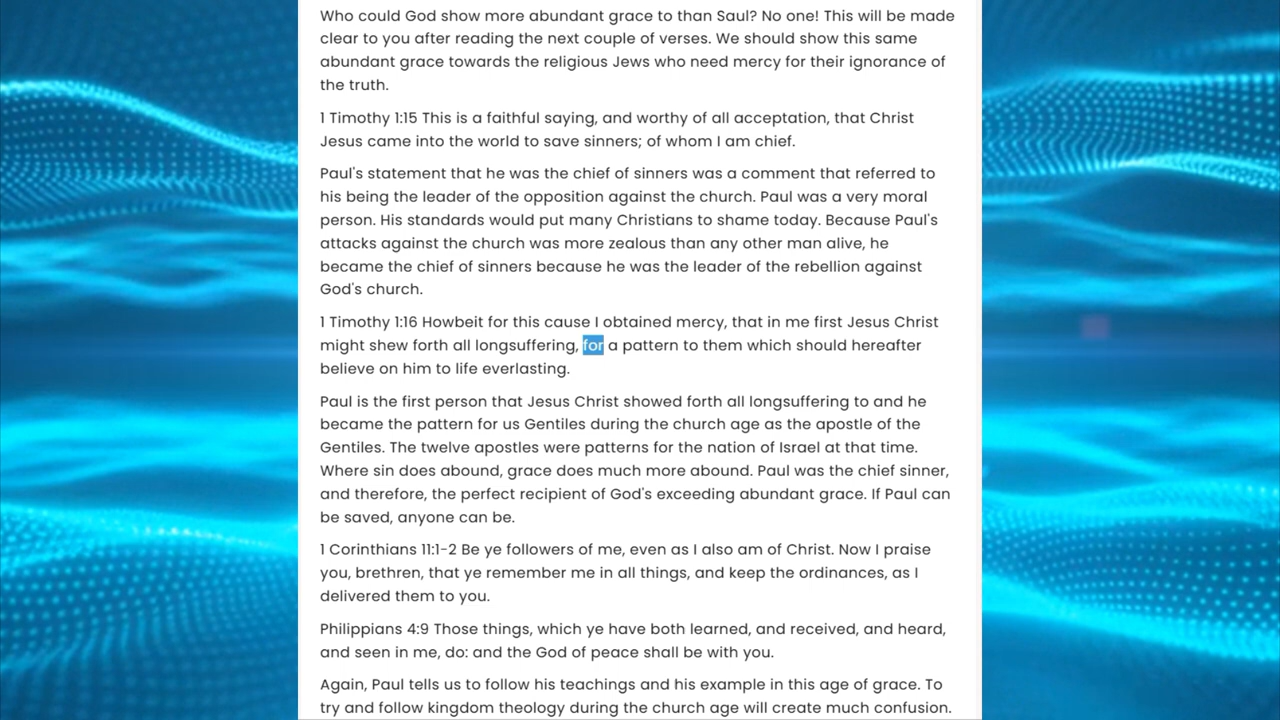 Who could God show more abundant grace to than Saul? No one! This will be made
clear to you after reading the next couple of verses. We should show this same
abundant grace towards the religious Jews who need mercy for their ignorance of
the truth.
1 Timothy 1:15 This is a faithful saying, and worthy of all acceptation, that Christ
Jesus came into the world to save sinners; of whom I am chief.
Paul's statement that he was the chief of sinners was a comment that referred to
his being the leader of the opposition against the church. Paul was a very moral
person. His standards would put many Christians to shame today. Because Paul's
attacks against the church was more zealous than any other man alive, he
became the chief of sinners because he was the leader of the rebellion against
God's church.
1 Timothy 1:16 Howbeit for this cause I obtained mercy, that in me first Jesus Christ
might shew forth all longsuffering, for a pattern to them which should hereafter
believe on him to life everlasting.
Paul is the first person that Jesus Christ showed forth all longsuffering to and he
became the pattern for us Gentiles during the church age as the apostle of the
Gentiles. The twelve apostles were patterns for the nation of Israel at that time.
Where sin does abound, grace does much more abound. Paul was the chief sinner,
and therefore, the perfect recipient of God's exceeding abundant grace. If Paul can
be saved, anyone can be.
1 Corinthians 11:1-2 Be ye followers of me, even as I also am of Christ. Now I praise
you, brethren, that ye remember me in all things, and keep the ordinances, as I
delivered them to you.
Philippians 4:9 Those things, which ye have both learned, and received, and heard,
and seen in me, do: and the God of peace shall be with you.
Again, Paul tells us to follow his teachings and his example in this age of grace. To
try and follow kingdom theology during the church age will create much confusion.